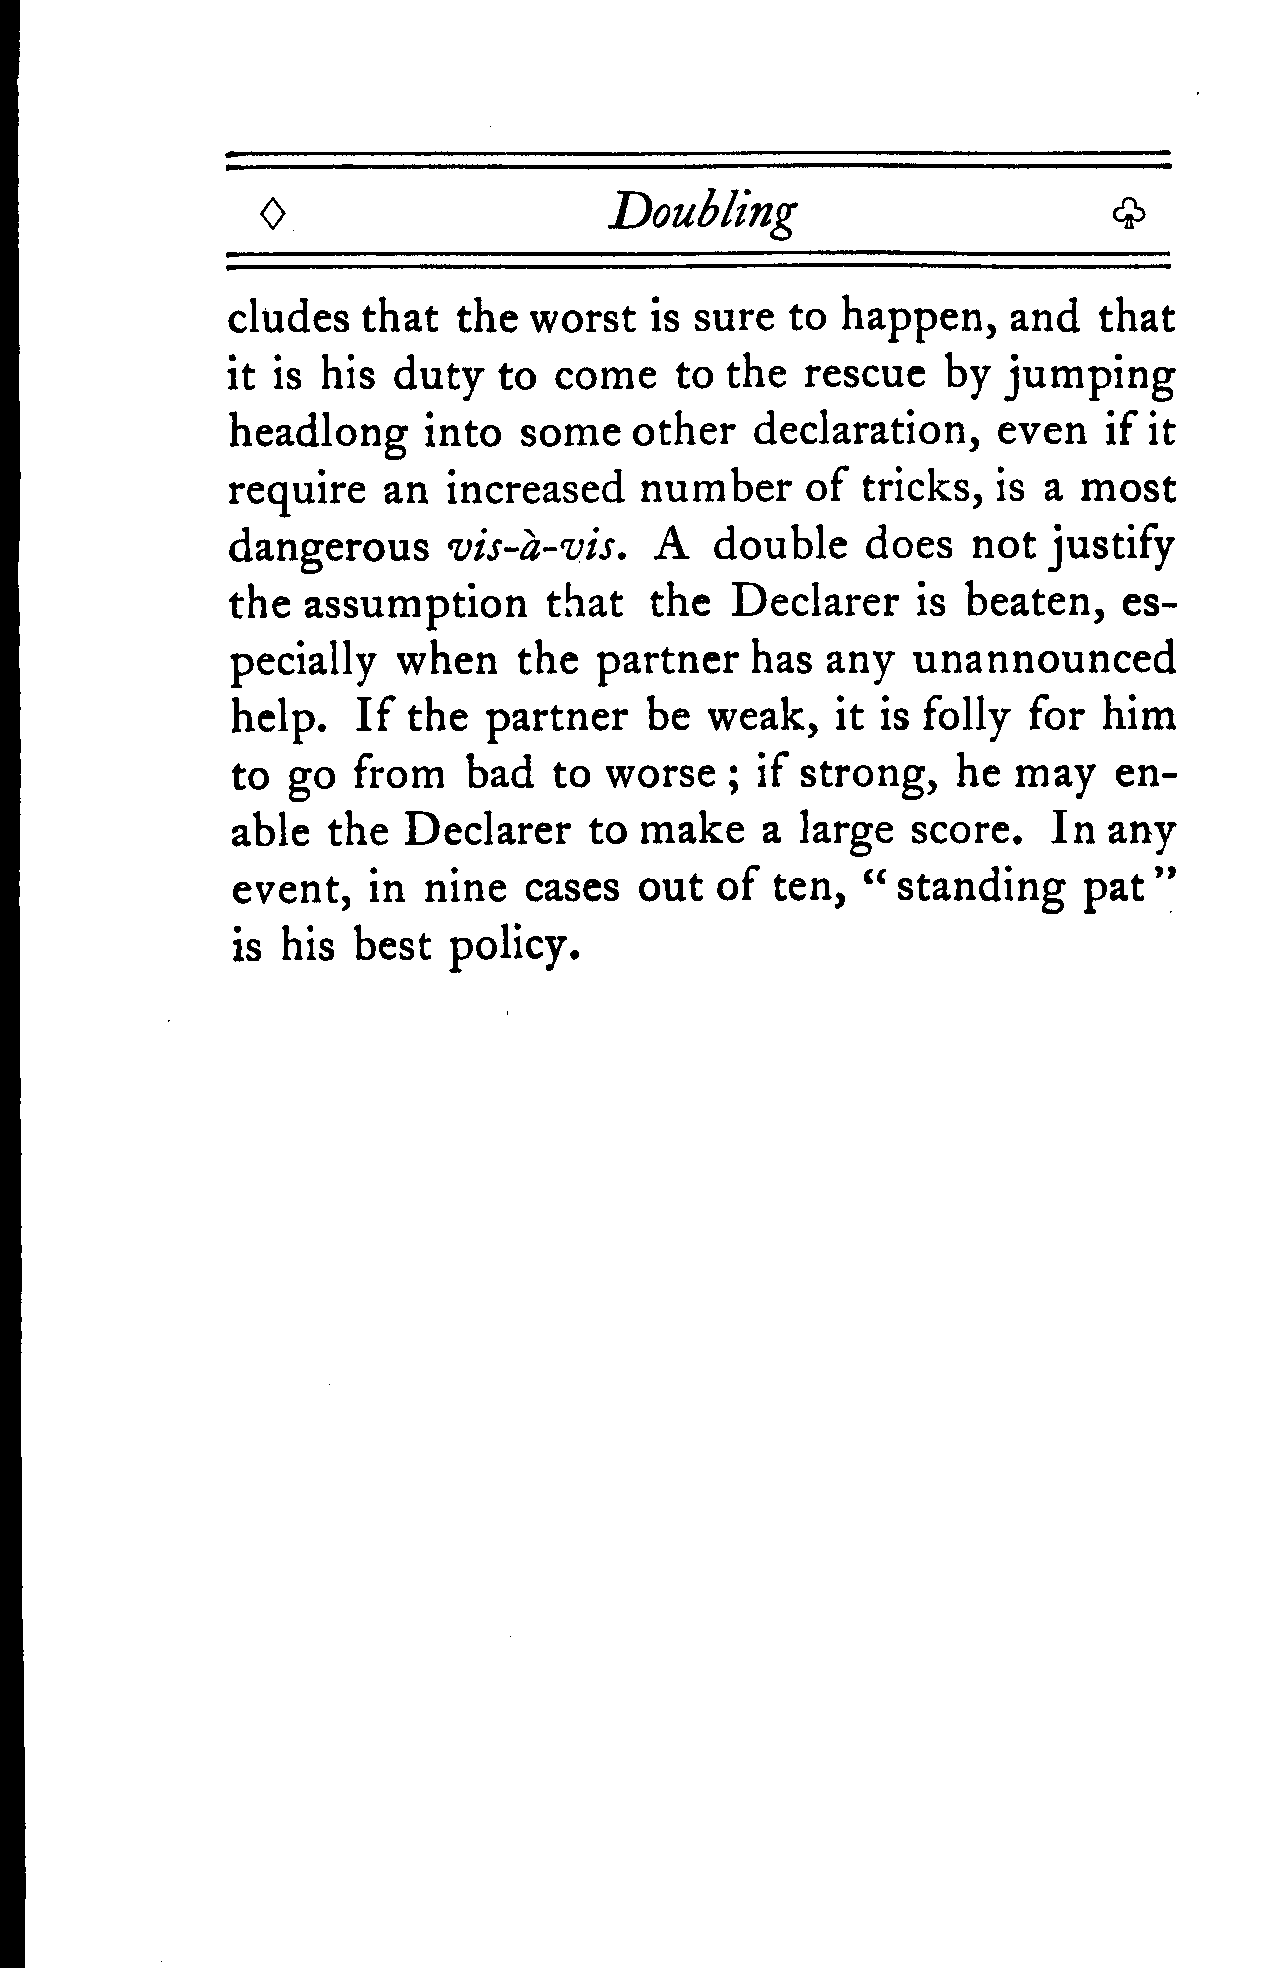 ◇ Doubling ♧
cludes that the worst is sure to happen, and that
it is his duty to come to the rescue by jumping
headlong into some other declaration, even if it
require an increased number of tricks, is a most
dangerous vis-à-vis. A double does not justify
the assumption that the Declarer is beaten, es-
pecially when the partner has any unannounced
help. If the partner be weak, it is folly for him
to go from bad to worse ; if strong, he may en-
able the Declarer to make a large score. In any
event, in nine cases out of ten, “ standing pat ”
is his best policy.